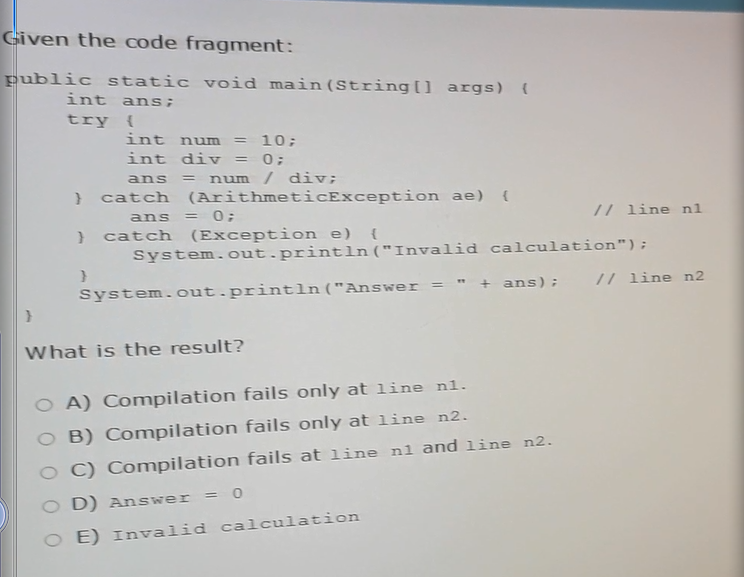 Given the code fragment:
public static void main(String[] args) {
int ans;
try {
int num = 10;
int div = 0;
ans = num / div;
} catch (ArithmeticException ae) {
ans = 0; // line n1
} catch (Exception e) {
System.out.println("Invalid calculation");
}
System.out.println("Answer = " + ans); // line n2
}
What is the result?
A) Compilation fails only at line n1.
B) Compilation fails only at line n2.
C) Compilation fails at line n1 and line n2.
D) Answer = 0
E) Invalid calculation